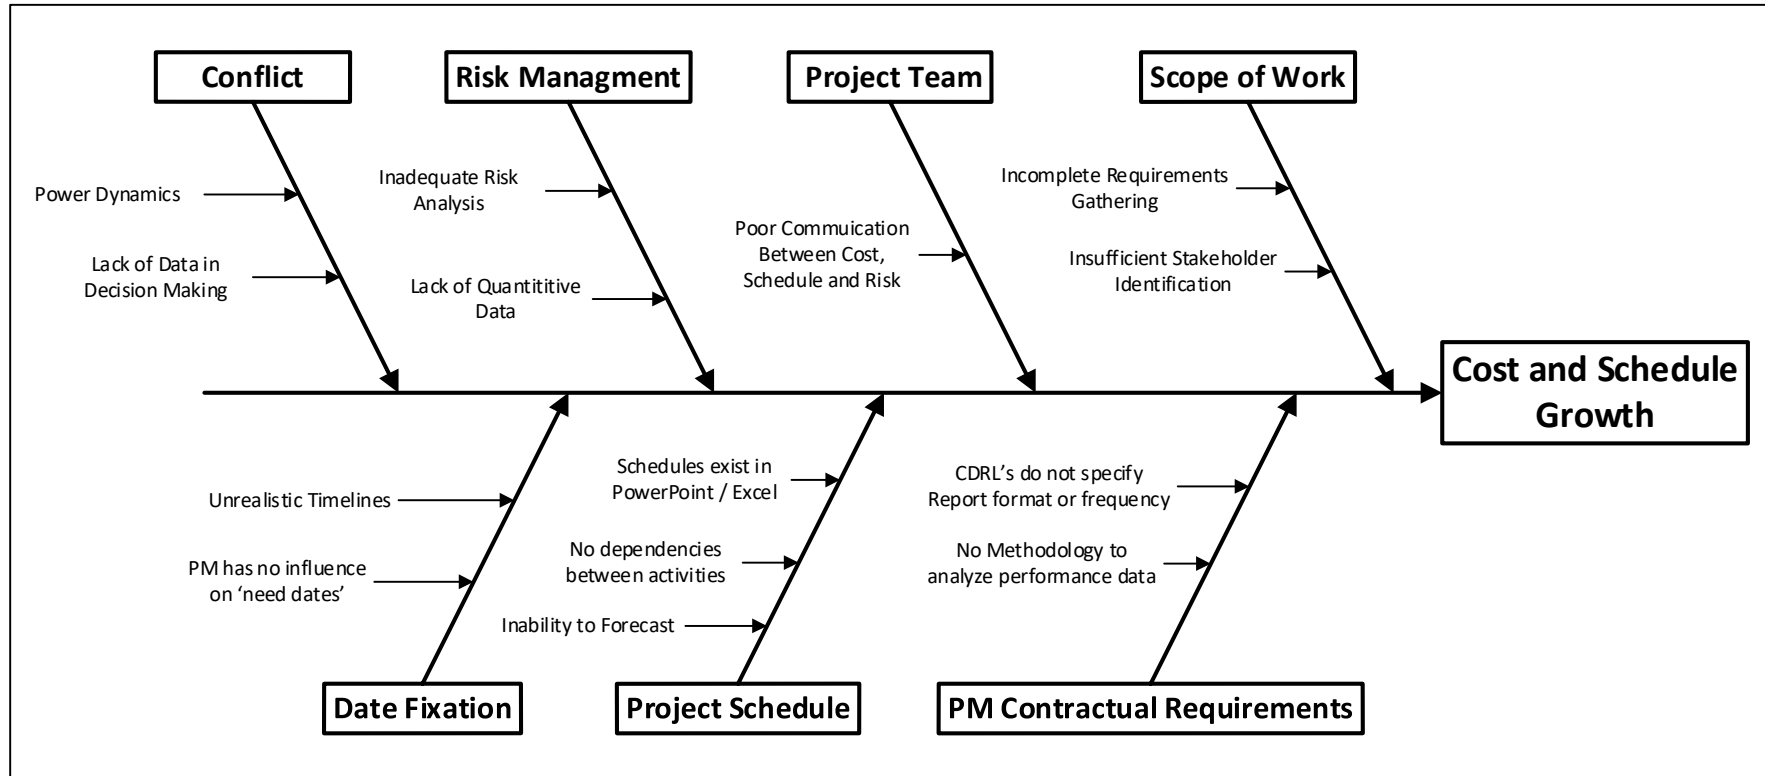 Conflict
Risk Managment
Project Team
Scope of Work
Power Dynamics
Lack of Data in
Decision Making
Inadequate Risk
Analysis
Lack of Quantititive
Data
Poor Commuication
Between Cost,
Schedule and Risk
Incomplete Requirements
Gathering
Insufficient Stakeholder
Identification
Cost and Schedule
Growth
Unrealistic Timelines
PM has no influence
on ‘need dates’
Schedules exist in
PowerPoint / Excel
No dependencies
between activities
Inability to Forecast
CDRL’s do not specify
Report format or frequency
No Methodology to
analyze performance data
Date Fixation
Project Schedule
PM Contractual Requirements